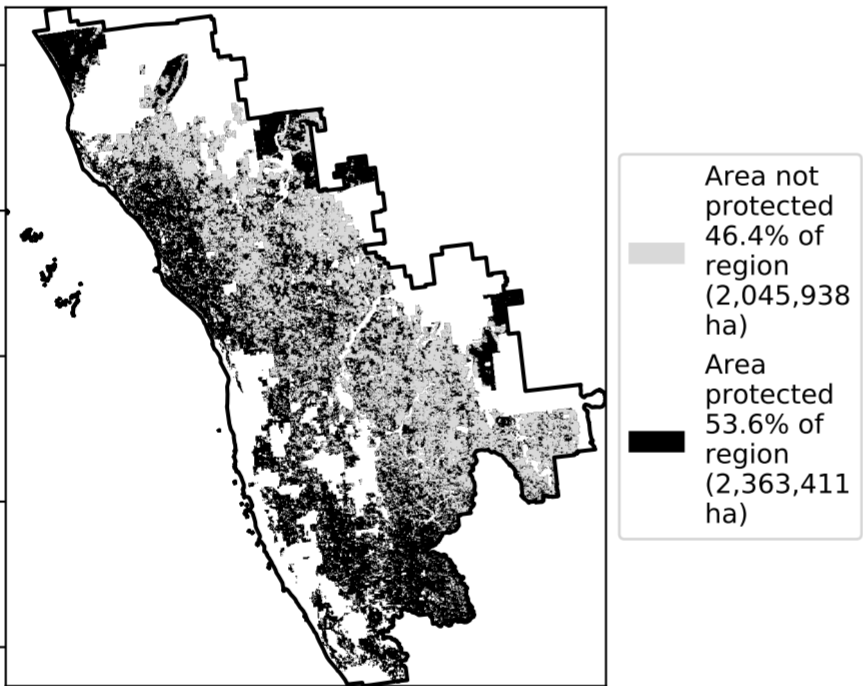 Area not
protected
46.4% of
region
(2,045,938
ha)
Area
protected
53.6% of
region
(2,363,411
ha)